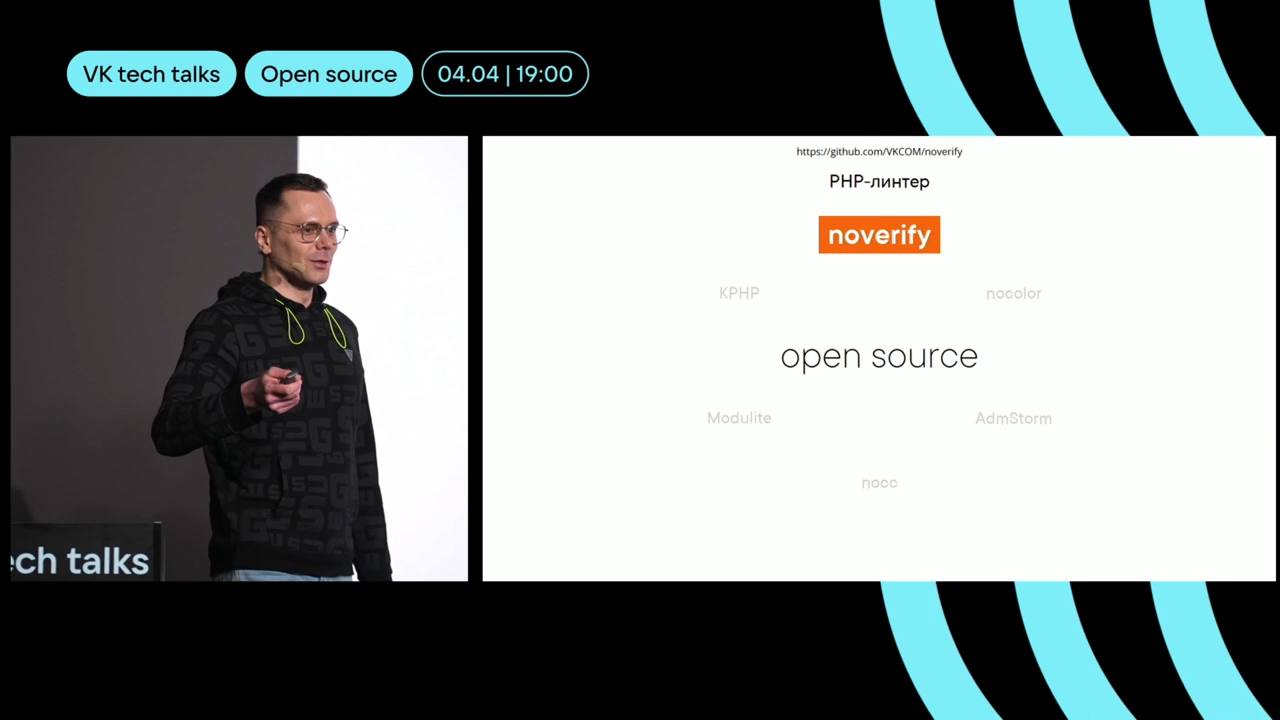 VK tech talks
Open source
04.04 | 19:00
ech talks
https://github.com/VKCOM/noverify
PHP-линтер
noverify
KPHP
nocolor
open source
Modulite
AdmStorm
nocc